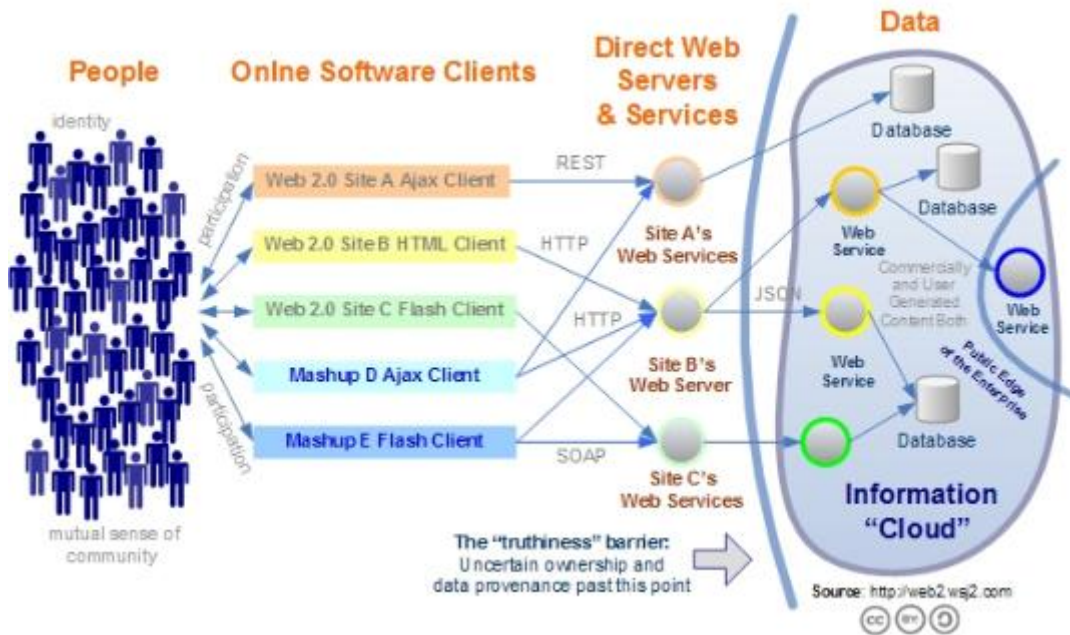 People
identity
participation
participation
mutual sense of
community
OnIne Software Clients
Web 2.0 Site A Ajax Client
Web 2.0 Site B HTML Client
Web 2.0 Site C Flash Client
Mashup D Ajax Client
Mashup E Flash Client
REST
HTTP
HTTP
SOAP
Direct Web
Servers
& Services
Site A's
Web Services
Site B's
Web Server
Site C's
Web Services
JSON
The "truthiness" barrier:
Uncertain ownership and
data provenance past this point
Data
Database
Database
Web
Service
Commercially
and User
Generated
Content Both
Web
Service
Web
Service
Public Edge
of the Enterprise
Database
Information
"Cloud"
Source: http://web2.wsj2.com
cc BY